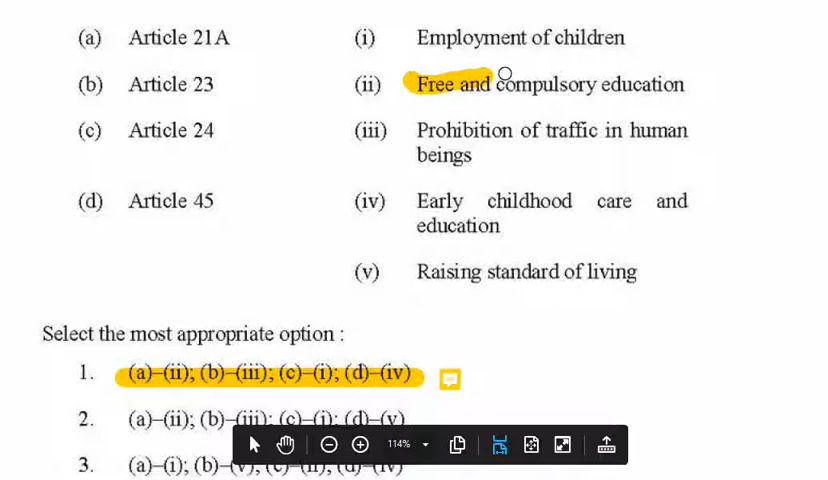 (a) Article 21A (i) Employment of children
(b) Article 23 (ii) Free and compulsory education
(c) Article 24 (iii) Prohibition of traffic in human
beings
(d) Article 45 (iv) Early childhood care and
education
(v) Raising standard of living
Select the most appropriate option :
1. (a)–(ii); (b)–(iii); (c)–(i); (d)–(iv)
2. (a)–(ii); (b)–(iii); (c)–(i); (d)–(v)
114%
3. (a)–(i); (b)–(v); (c)–(ii); (d)–(iv)